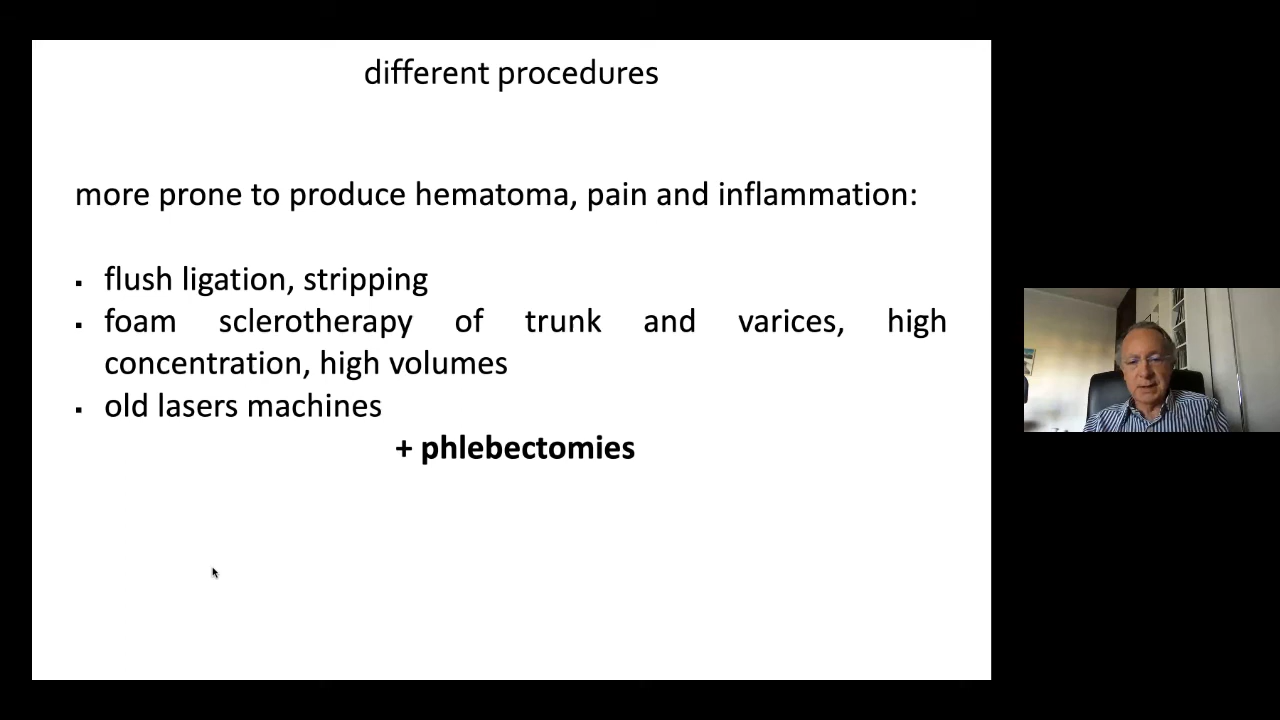 different procedures
more prone to produce hematoma, pain and inflammation:
▪ flush ligation, stripping
▪ foam sclerotherapy of trunk and varices, high
concentration, high volumes
▪ old lasers machines
+ phlebectomies